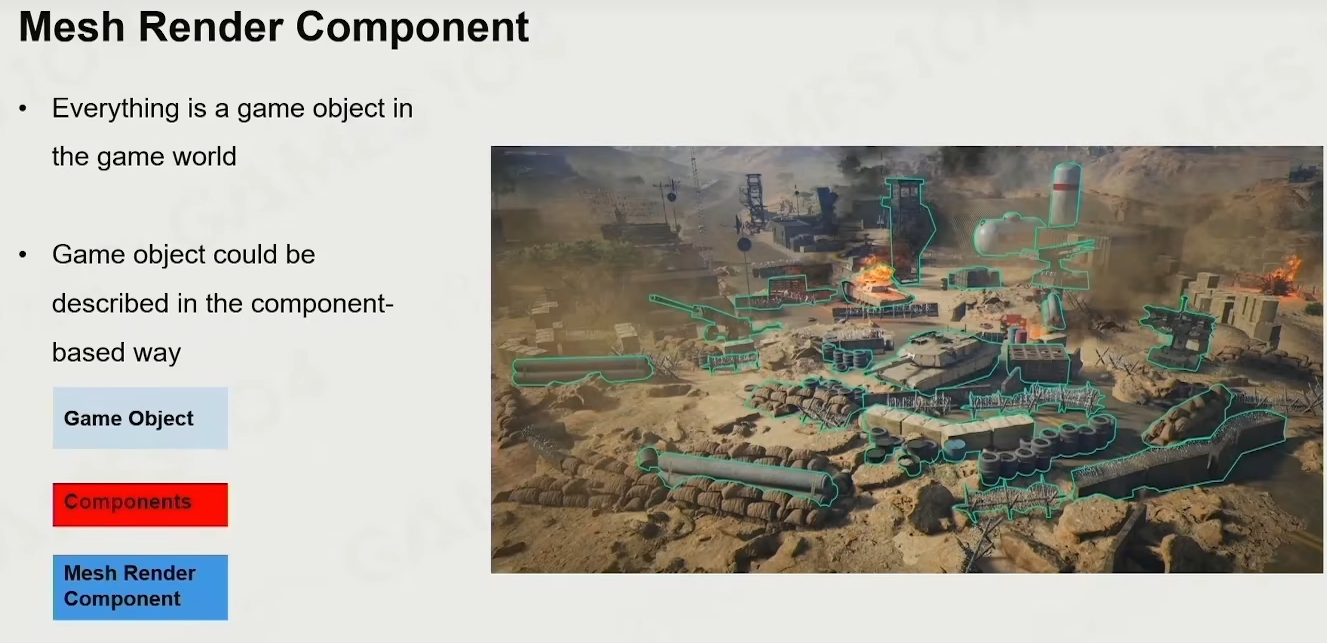 Mesh Render Component
• Everything is a game object in
the game world
• Game object could be
described in the component-
based way
Game Object
Components
Mesh Render
Component